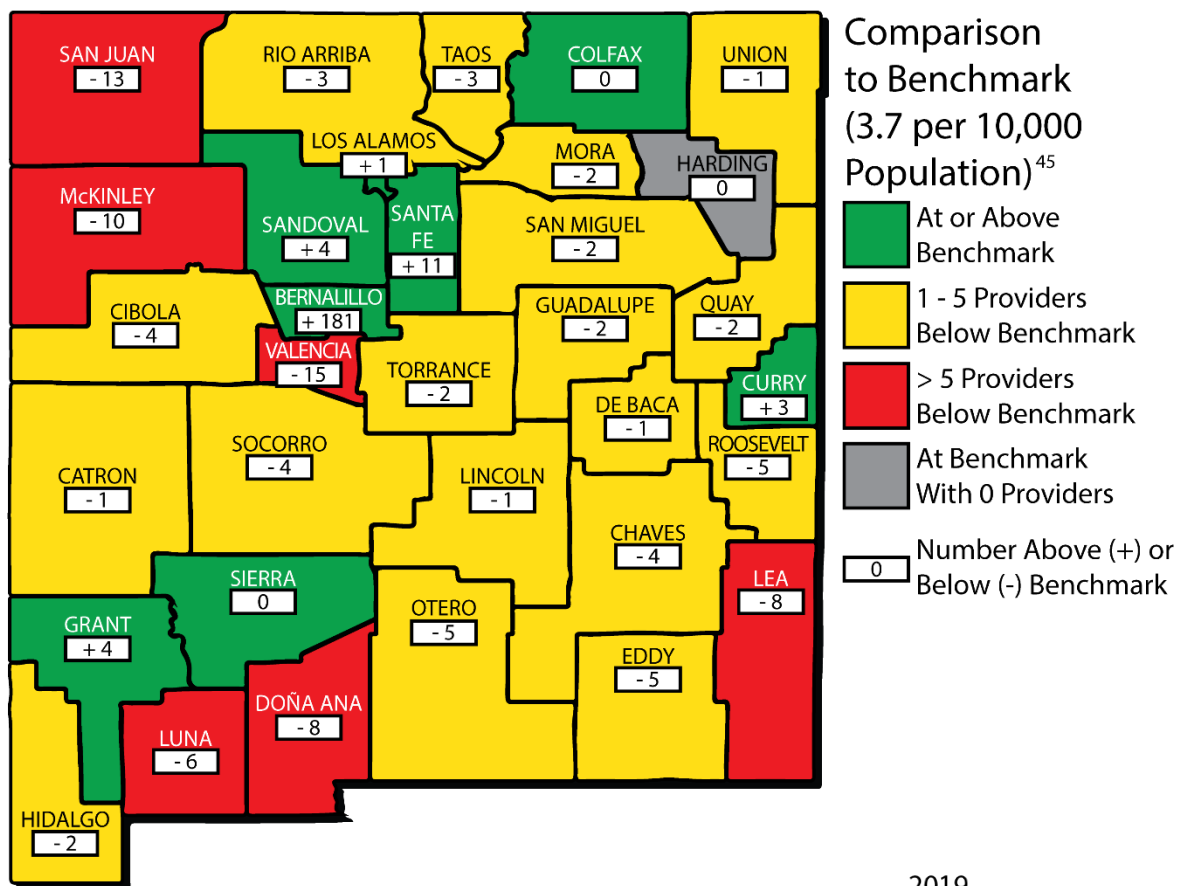 SAN JUAN
- 13
RIO ARRIBA
- 3
TAOS
- 3
COLFAX
0
UNION
- 1
LOS ALAMOS
+ 1
MORA
- 2
HARDING
0
McKINLEY
- 10
SANDOVAL
+ 4
SANTA
FE
+ 11
SAN MIGUEL
- 2
CIBOLA
- 4
BERNALILLO
+ 181
VALENCIA
- 15
TORRANCE
- 2
GUADALUPE
- 2
QUAY
- 2
CURRY
+ 3
DE BACA
- 1
ROOSEVELT
- 5
CATRON
- 1
SOCORRO
- 4
LINCOLN
- 1
CHAVES
- 4
SIERRA
0
OTERO
- 5
LEA
- 8
GRANT
+ 4
EDDY
- 5
DOÑA ANA
- 8
LUNA
- 6
HIDALGO
- 2
Comparison
to Benchmark
(3.7 per 10,000
Population)45
At or Above
Benchmark
1 - 5 Providers
Below Benchmark
> 5 Providers
Below Benchmark
At Benchmark
With 0 Providers
0
Number Above (+) or
Below (-) Benchmark
2019